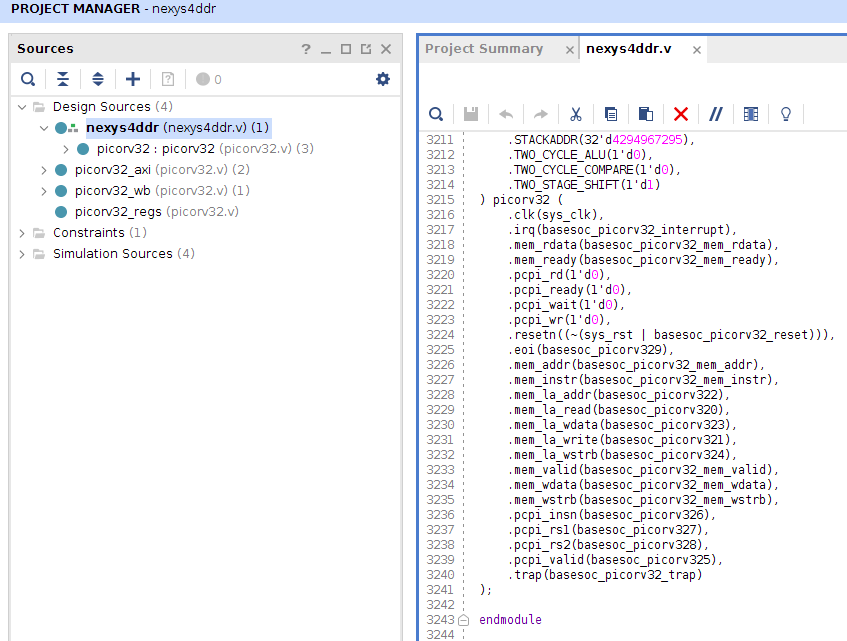 PROJECT MANAGER - nexys4ddr
Sources
? _ □ ×
0
Design Sources (4)
nexys4ddr (nexys4ddr.v) (1)
picorv32 : picorv32 (picorv32.v) (3)
picorv32_axi (picorv32.v) (2)
picorv32_wb (picorv32.v) (1)
picorv32_regs (picorv32.v)
Constraints (1)
Simulation Sources (4)
Project Summary ×
nexys4ddr.v ×
3211 .STACKADDR(32'd4294967295),
3212 .TWO_CYCLE_ALU(1'd0),
3213 .TWO_CYCLE_COMPARE(1'd0),
3214 .TWO_STAGE_SHIFT(1'd1)
3215 ) picorv32 (
3216 .clk(sys_clk),
3217 .irq(basesoc_picorv32_interrupt),
3218 .mem_rdata(basesoc_picorv32_mem_rdata),
3219 .mem_ready(basesoc_picorv32_mem_ready),
3220 .pcpi_rd(1'd0),
3221 .pcpi_ready(1'd0),
3222 .pcpi_wait(1'd0),
3223 .pcpi_wr(1'd0),
3224 .resetn((~(sys_rst | basesoc_picorv32_reset))),
3225 .eoi(basesoc_picorv329),
3226 .mem_addr(basesoc_picorv32_mem_addr),
3227 .mem_instr(basesoc_picorv32_mem_instr),
3228 .mem_la_addr(basesoc_picorv322),
3229 .mem_la_read(basesoc_picorv320),
3230 .mem_la_wdata(basesoc_picorv323),
3231 .mem_la_write(basesoc_picorv321),
3232 .mem_la_wstrb(basesoc_picorv324),
3233 .mem_valid(basesoc_picorv32_mem_valid),
3234 .mem_wdata(basesoc_picorv32_mem_wdata),
3235 .mem_wstrb(basesoc_picorv32_mem_wstrb),
3236 .pcpi_insn(basesoc_picorv326),
3237 .pcpi_rs1(basesoc_picorv327),
3238 .pcpi_rs2(basesoc_picorv328),
3239 .pcpi_valid(basesoc_picorv325),
3240 .trap(basesoc_picorv32_trap)
3241 );
3242
3243 endmodule
3244